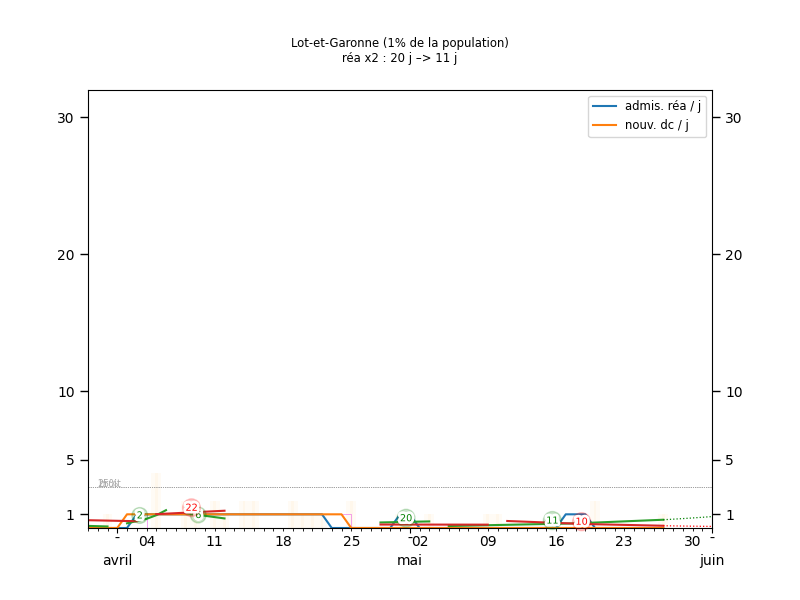 Lot-et-Garonne (1% de la population)
réa x2 : 20 j –> 11 j
admis. réa / j
nouv. dc / j
30 30
20 20
10 10
5 5
1 1
2 22 6 20 11 10
- 04 11 18 25 - 02 09 16 23 30 -
avril mai juin